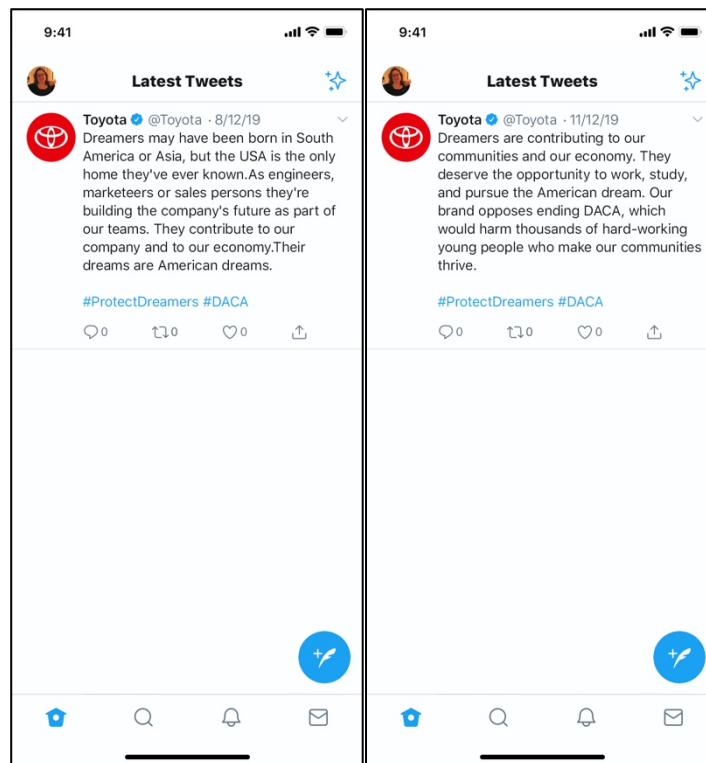 9:41
Latest Tweets
Toyota @Toyota · 8/12/19
Dreamers may have been born in South
America or Asia, but the USA is the only
home they've ever known.As engineers,
marketeers or sales persons they're
building the company's future as part of
our teams. They contribute to our
company and to our economy.Their
dreams are American dreams.
#ProtectDreamers #DACA
0 0 0
9:41
Latest Tweets
Toyota @Toyota · 11/12/19
Dreamers are contributing to our
communities and our economy. They
deserve the opportunity to work, study,
and pursue the American dream. Our
brand opposes ending DACA, which
would harm thousands of hard-working
young people who make our communities
thrive.
#ProtectDreamers #DACA
0 0 0